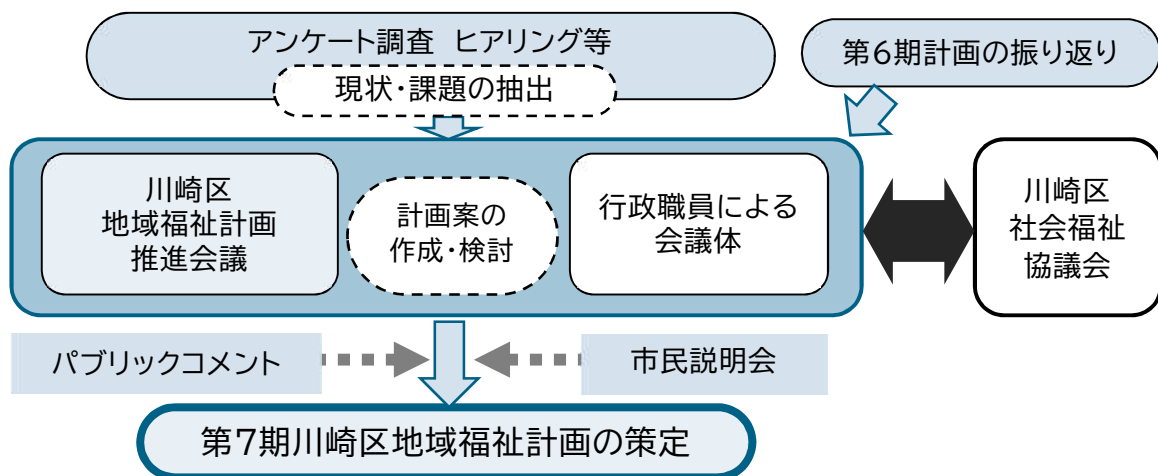 アンケート調査 ヒアリング等
現状・課題の抽出
第6期計画の振り返り
川崎区
地域福祉計画
推進会議
計画案の
作成・検討
行政職員による
会議体
川崎区
社会福祉
協議会
パブリックコメント
市民説明会
第7期川崎区地域福祉計画の策定